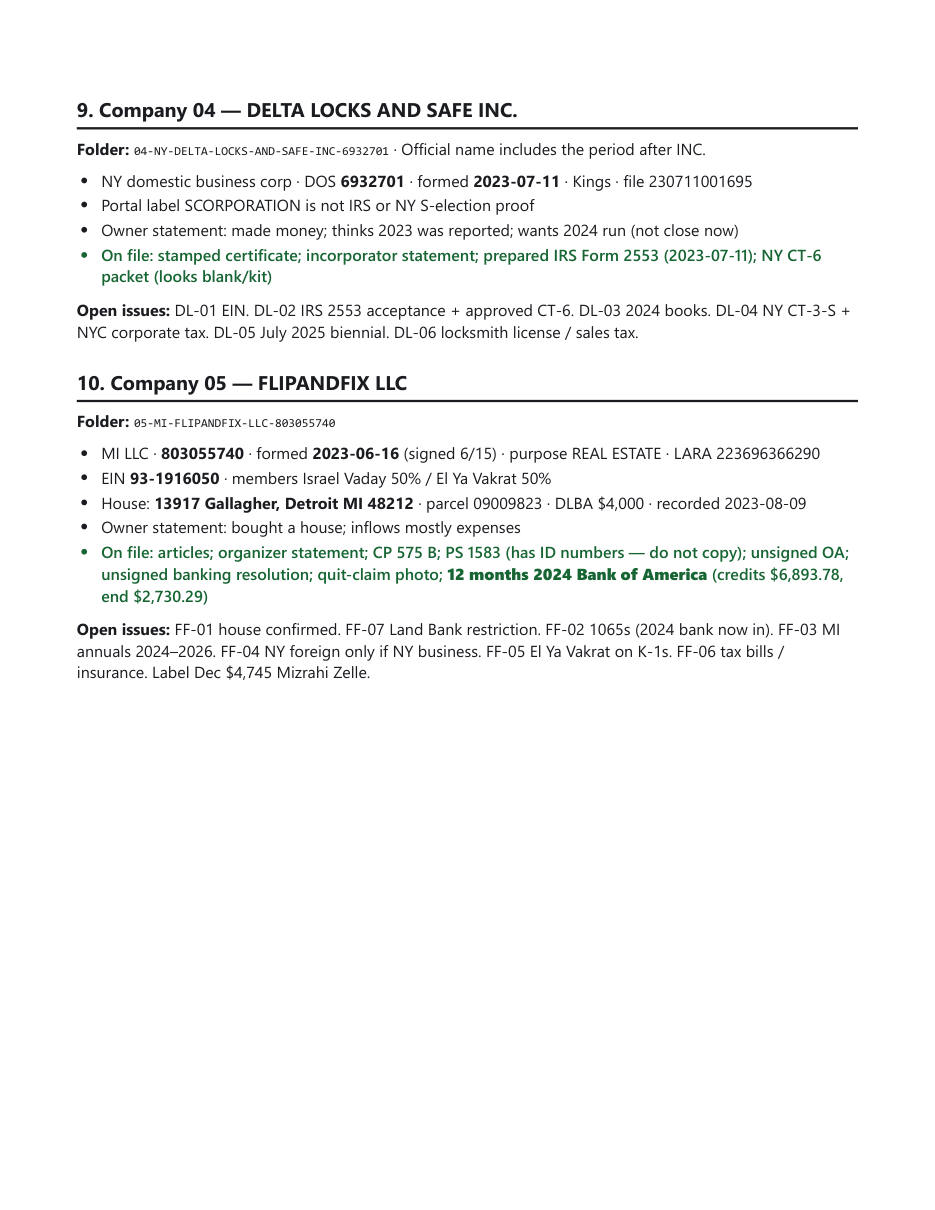 9. Company 04 — DELTA LOCKS AND SAFE INC.
Folder: 04-NY-DELTA-LOCKS-AND-SAFE-INC-6932701 · Official name includes the period after INC.
• NY domestic business corp · DOS 6932701 · formed 2023-07-11 · Kings · file 230711001695
• Portal label SCORPORATION is not IRS or NY S-election proof
• Owner statement: made money; thinks 2023 was reported; wants 2024 run (not close now)
• On file: stamped certificate; incorporator statement; prepared IRS Form 2553 (2023-07-11); NY CT-6
packet (looks blank/kit)
Open issues: DL-01 EIN. DL-02 IRS 2553 acceptance + approved CT-6. DL-03 2024 books. DL-04 NY CT-3-S +
NYC corporate tax. DL-05 July 2025 biennial. DL-06 locksmith license / sales tax.
10. Company 05 — FLIPANDFIX LLC
Folder: 05-MI-FLIPANDFIX-LLC-803055740
• MI LLC · 803055740 · formed 2023-06-16 (signed 6/15) · purpose REAL ESTATE · LARA 223696366290
• EIN 93-1916050 · members Israel Vaday 50% / El Ya Vakrat 50%
• House: 13917 Gallagher, Detroit MI 48212 · parcel 09009823 · DLBA $4,000 · recorded 2023-08-09
• Owner statement: bought a house; inflows mostly expenses
• On file: articles; organizer statement; CP 575 B; PS 1583 (has ID numbers — do not copy); unsigned OA;
unsigned banking resolution; quit-claim photo; 12 months 2024 Bank of America (credits $6,893.78,
end $2,730.29)
Open issues: FF-01 house confirmed. FF-07 Land Bank restriction. FF-02 1065s (2024 bank now in). FF-03 MI
annuals 2024–2026. FF-04 NY foreign only if NY business. FF-05 El Ya Vakrat on K-1s. FF-06 tax bills /
insurance. Label Dec $4,745 Mizrahi Zelle.